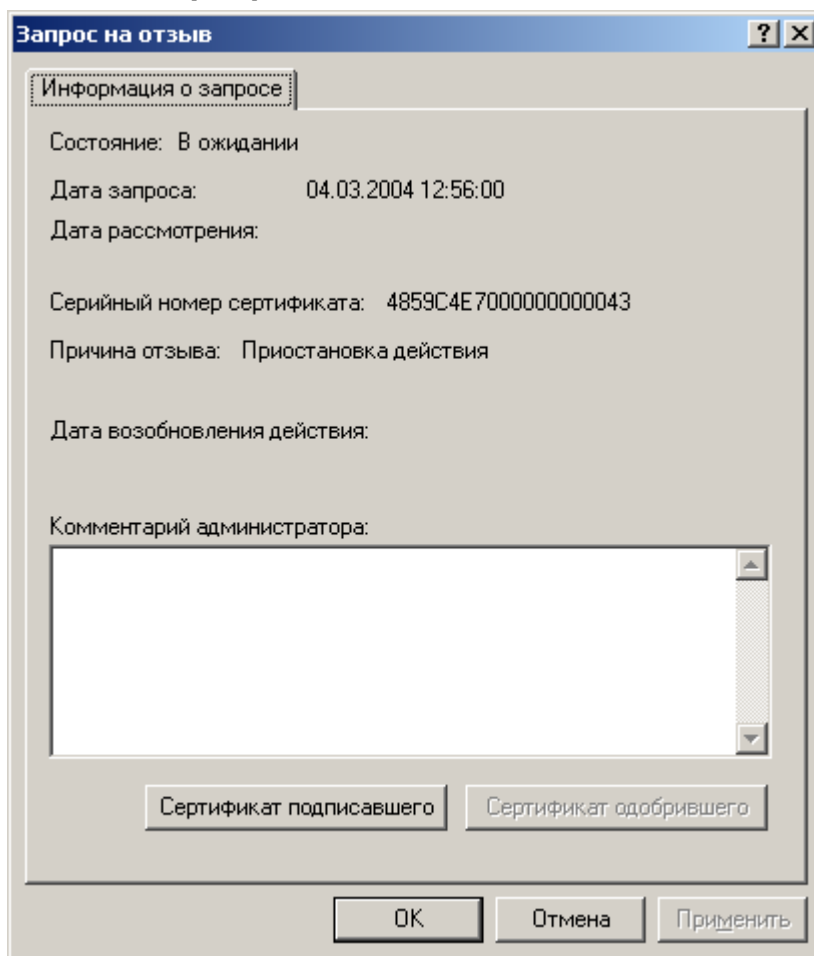 Запрос на отзыв
Информация о запросе
Состояние: В ожидании
Дата запроса: 04.03.2004 12:56:00
Дата рассмотрения:
Серийный номер сертификата: 4859C4E7000000000043
Причина отзыва: Приостановка действия
Дата возобновления действия:
Комментарий администратора:
Сертификат подписавшего Сертификат одобрившего
OK Отмена Применить